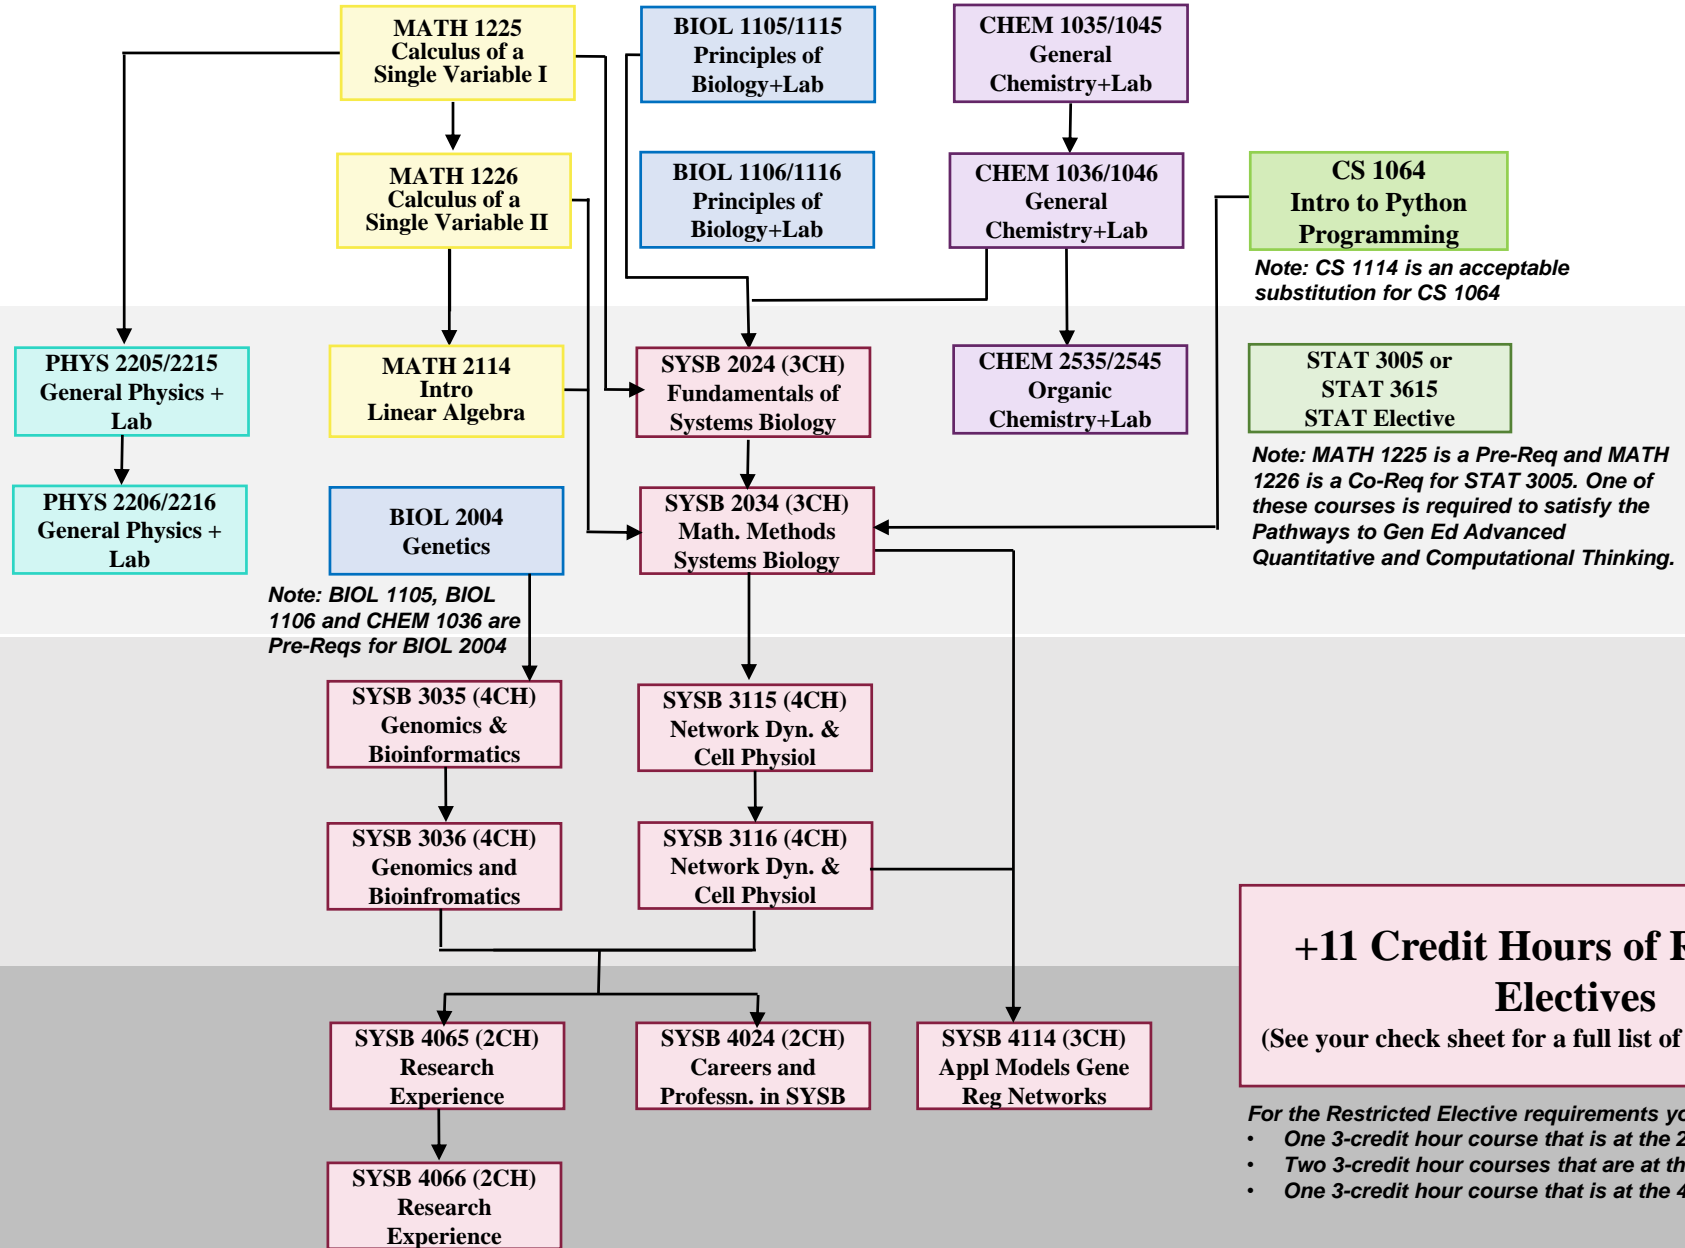 MATH 1225
Calculus of a
Single Variable I
BIOL 1105/1115
Principles of
Biology+Lab
CHEM 1035/1045
General
Chemistry+Lab
MATH 1226
Calculus of a
Single Variable II
BIOL 1106/1116
Principles of
Biology+Lab
CHEM 1036/1046
General
Chemistry+Lab
CS 1064
Intro to Python
Programming
Note: CS 1114 is an acceptable
substitution for CS 1064
PHYS 2205/2215
General Physics +
Lab
MATH 2114
Intro
Linear Algebra
SYSB 2024 (3CH)
Fundamentals of
Systems Biology
CHEM 2535/2545
Organic
Chemistry+Lab
STAT 3005 or
STAT 3615
STAT Elective
Note: MATH 1225 is a Pre-Req and MATH
1226 is a Co-Req for STAT 3005. One of
these courses is required to satisfy the
Pathways to Gen Ed Advanced
Quantitative and Computational Thinking.
PHYS 2206/2216
General Physics +
Lab
BIOL 2004
Genetics
SYSB 2034 (3CH)
Math. Methods
Systems Biology
Note: BIOL 1105, BIOL
1106 and CHEM 1036 are
Pre-Reqs for BIOL 2004
SYSB 3035 (4CH)
Genomics &
Bioinformatics
SYSB 3115 (4CH)
Network Dyn. &
Cell Physiol
SYSB 3036 (4CH)
Genomics and
Bioinfromatics
SYSB 3116 (4CH)
Network Dyn. &
Cell Physiol
+11 Credit Hours of
Electives
(See your check sheet for a full list of
SYSB 4065 (2CH)
Research
Experience
SYSB 4024 (2CH)
Careers and
Professn. in SYSB
SYSB 4114 (3CH)
Appl Models Gene
Reg Networks
For the Restricted Elective requirements
• One 3-credit hour course that is at the
• Two 3-credit hour courses that are at
• One 3-credit hour course that is at the
SYSB 4066 (2CH)
Research
Experience